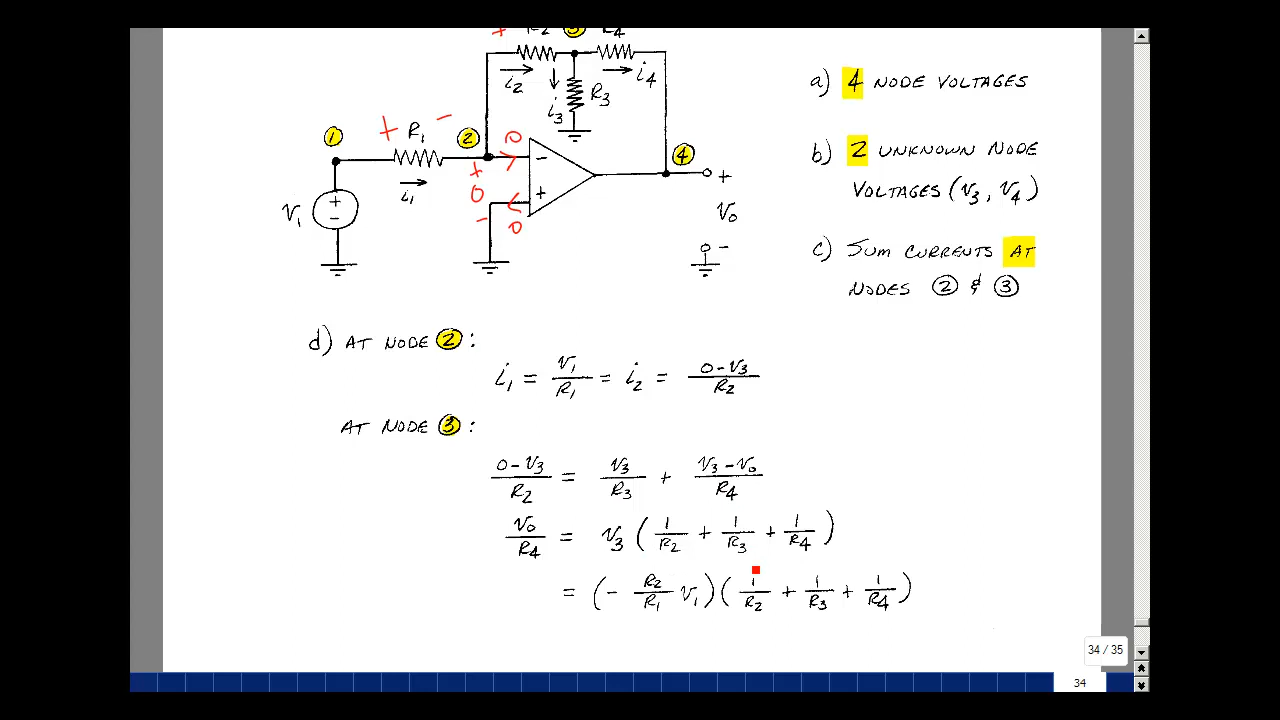 + R2 3 R4
i2 i3 R3 i4
1 + R1 - 2 0 - 4 +
i1 + 0 - +
V1 + - 0 V0
-
a) 4 NODE VOLTAGES
b) 2 UNKNOWN NODE
VOLTAGES (V3, V4)
c) SUM CURRENTS AT
NODES 2 & 3
d) AT NODE 2:
i1 = V1/R1 = i2 = 0-V3/R2
AT NODE 3:
0-V3/R2 = V3/R3 + V3-V0/R4
V0/R4 = V3 (1/R2 + 1/R3 + 1/R4)
= (- R2/R1 V1)(1/R2 + 1/R3 + 1/R4)
34 / 35
34